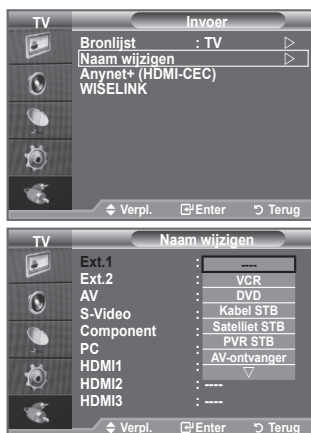 TV Invoer
Bronlijst : TV
Naam wijzigen
Anynet+ (HDMI-CEC)
WISELINK
Verpl. Enter Terug
TV Naam wijzigen
Ext.1 : ----
Ext.2 : VCR
AV : DVD
S-Video : Kabel STB
Component : Satelliet STB
PC : PVR STB
HDMI1 : AV-ontvanger
HDMI2 : ----
HDMI3 : ----
Verpl. Enter Terug